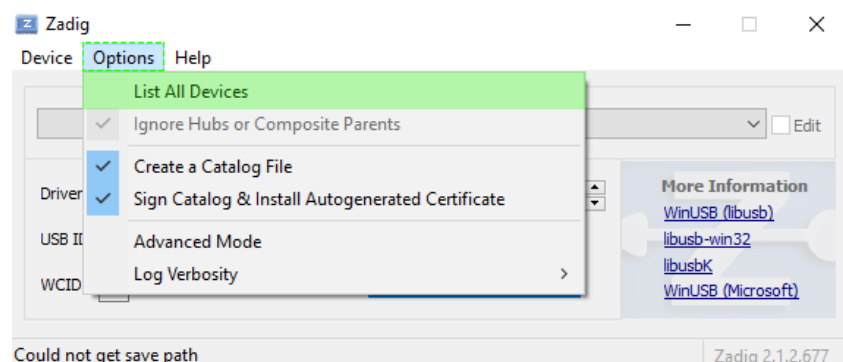 Zadig
Device Options Help
List All Devices
Ignore Hubs or Composite Parents
Edit
Create a Catalog File
Sign Catalog & Install Autogenerated Certificate
Driver
More Information
WinUSB (libusb)
USB ID
Advanced Mode
libusb-win32
Log Verbosity
libusbK
WCID
WinUSB (Microsoft)
Could not get save path
Zadig 2.1.2.677